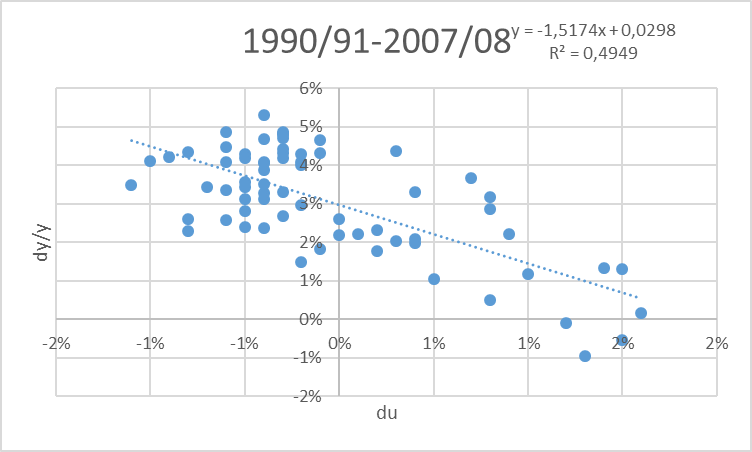 1990/91-2007/08
y = -1,5174x + 0,0298
R² = 0,4949
6%
5%
4%
3%
2%
1%
0%
-1%
-2%
-2% -1% -1% 0% 1% 1% 2% 2%
dy/y
du